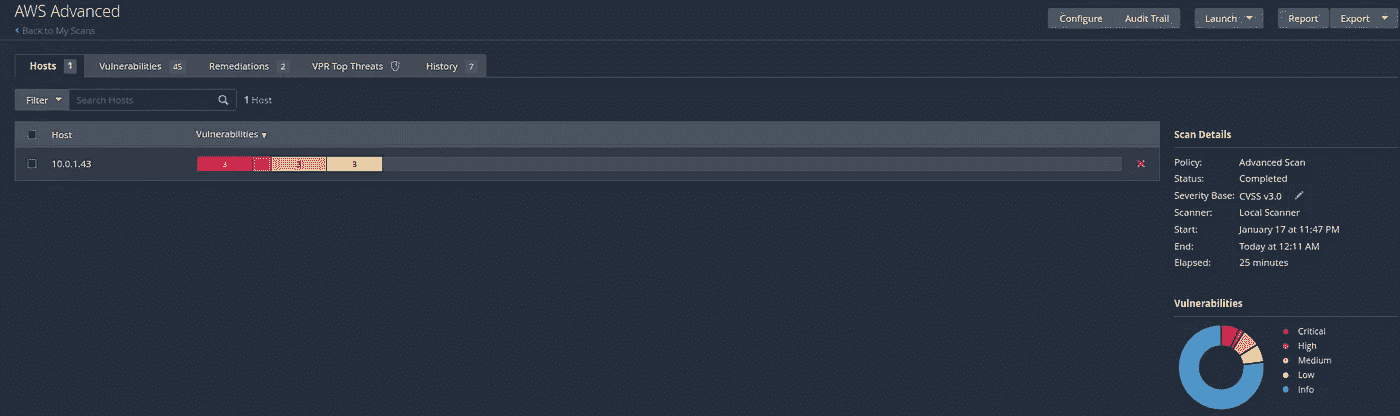 AWS Advanced
Back to My Scans
Configure Audit Trail Launch Report Export
Hosts 1 Vulnerabilities 45 Remediations 2 VPR Top Threats History 7
Filter Search Hosts 1 Host
Host Vulnerabilities
10.0.1.43 3 3 3
Scan Details
Policy: Advanced Scan
Status: Completed
Severity Base: CVSS v3.0
Scanner: Local Scanner
Start: January 17 at 11:47 PM
End: Today at 12:11 AM
Elapsed: 25 minutes
Vulnerabilities
Critical
High
Medium
Low
Info